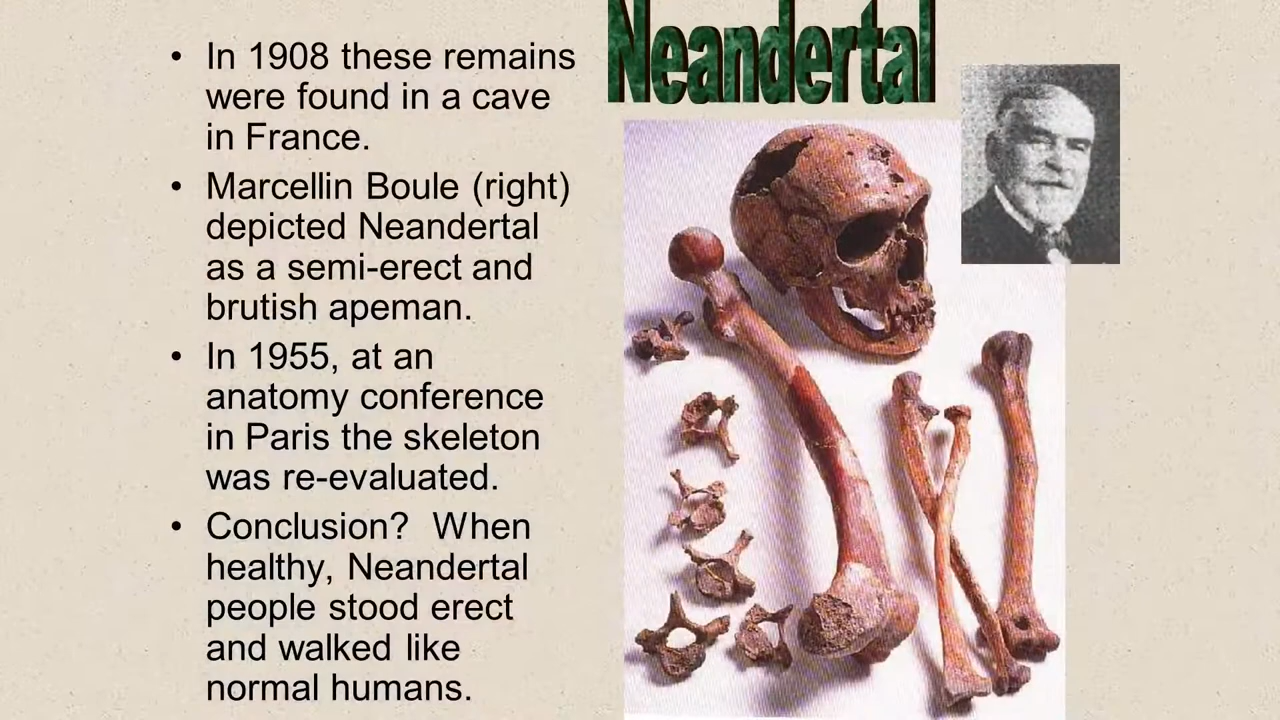 Neandertal
• In 1908 these remains
were found in a cave
in France.
• Marcellin Boule (right)
depicted Neandertal
as a semi-erect and
brutish apeman.
• In 1955, at an
anatomy conference
in Paris the skeleton
was re-evaluated.
• Conclusion?  When
healthy, Neandertal
people stood erect
and walked like
normal humans.